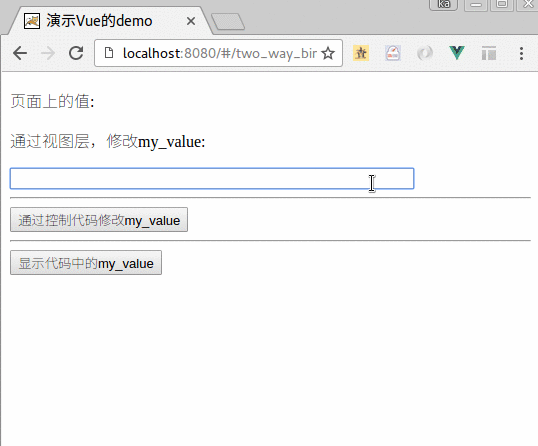 ka
演示Vue的demo
localhost:8080/#/two_way_bir
页面上的值:
通过视图层，修改my_value:
通过控制代码修改my_value
显示代码中的my_value